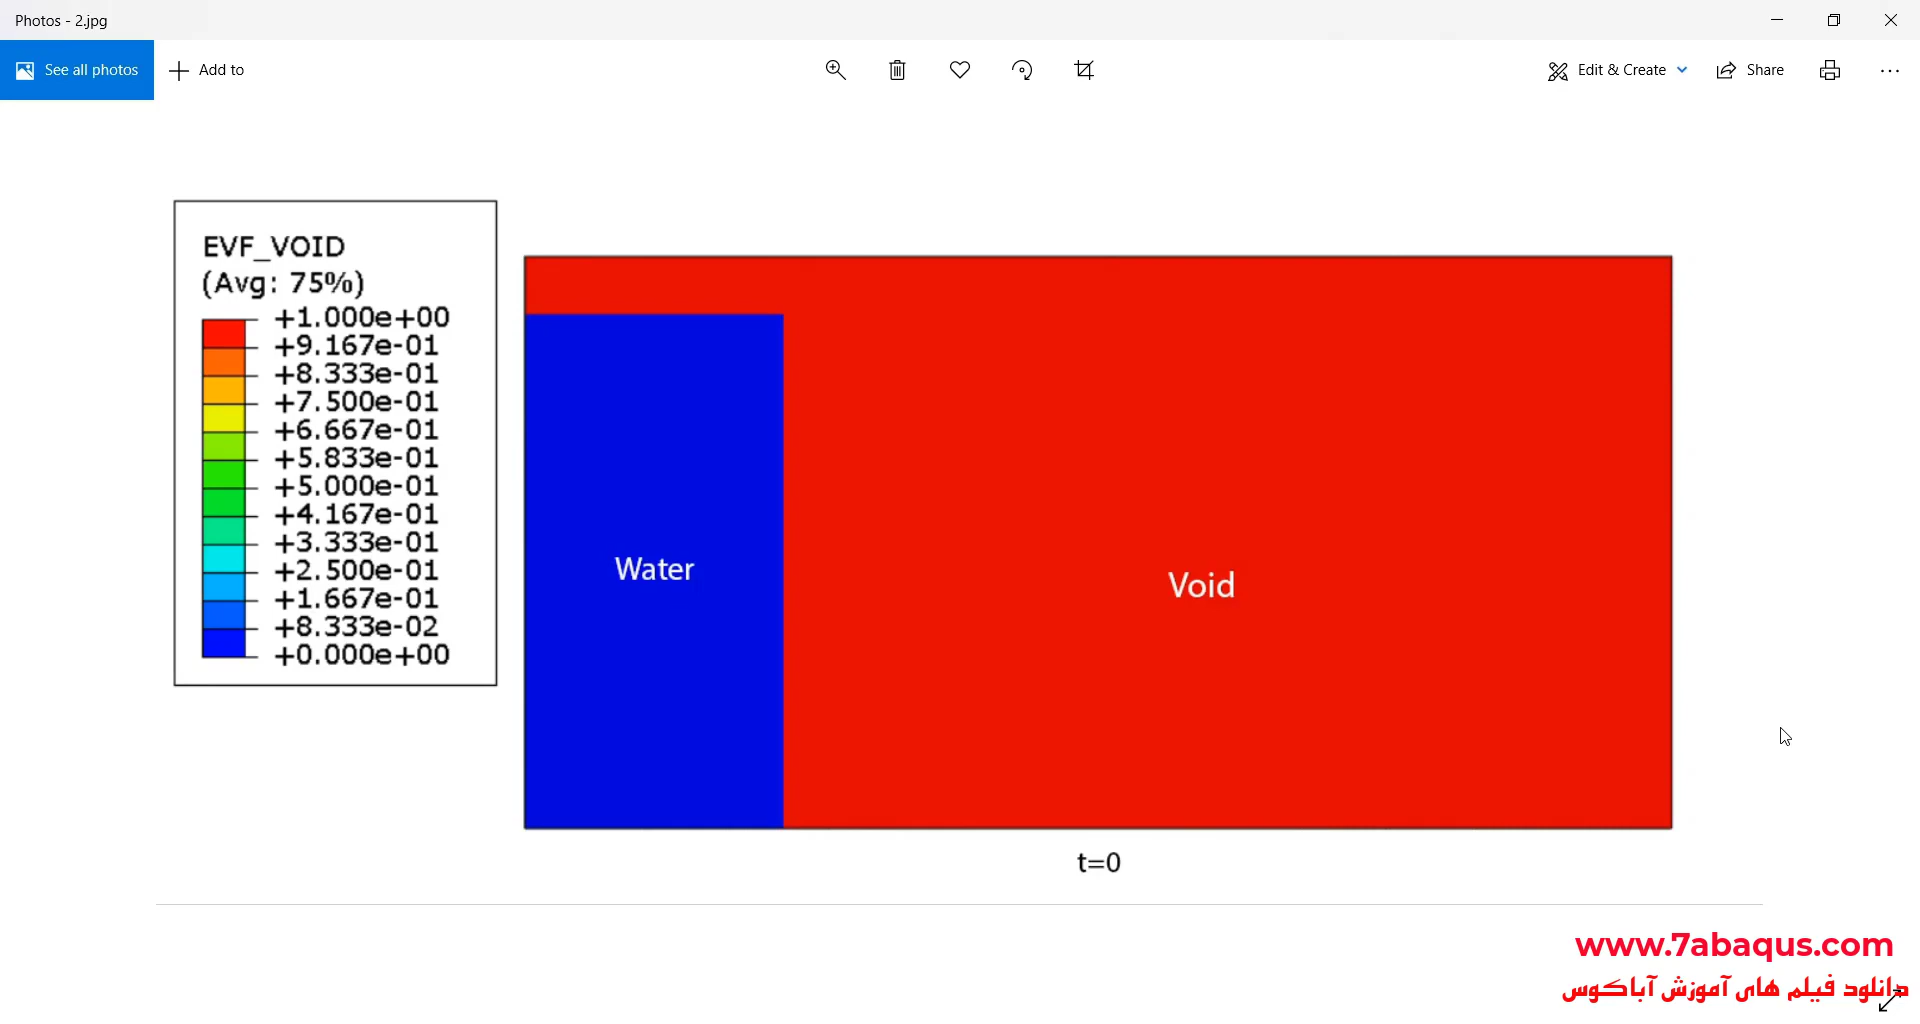 Photos - 2.jpg
See all photos
Add to
Edit & Create
Share
EVF_VOID
(Avg: 75%)
+1.000e+00
+9.167e-01
+8.333e-01
+7.500e-01
+6.667e-01
+5.833e-01
+5.000e-01
+4.167e-01
+3.333e-01
+2.500e-01
+1.667e-01
+8.333e-02
+0.000e+00
Water
Void
t=0
www.7abaqus.com
دانلود فیلم های آموزش آباکوس